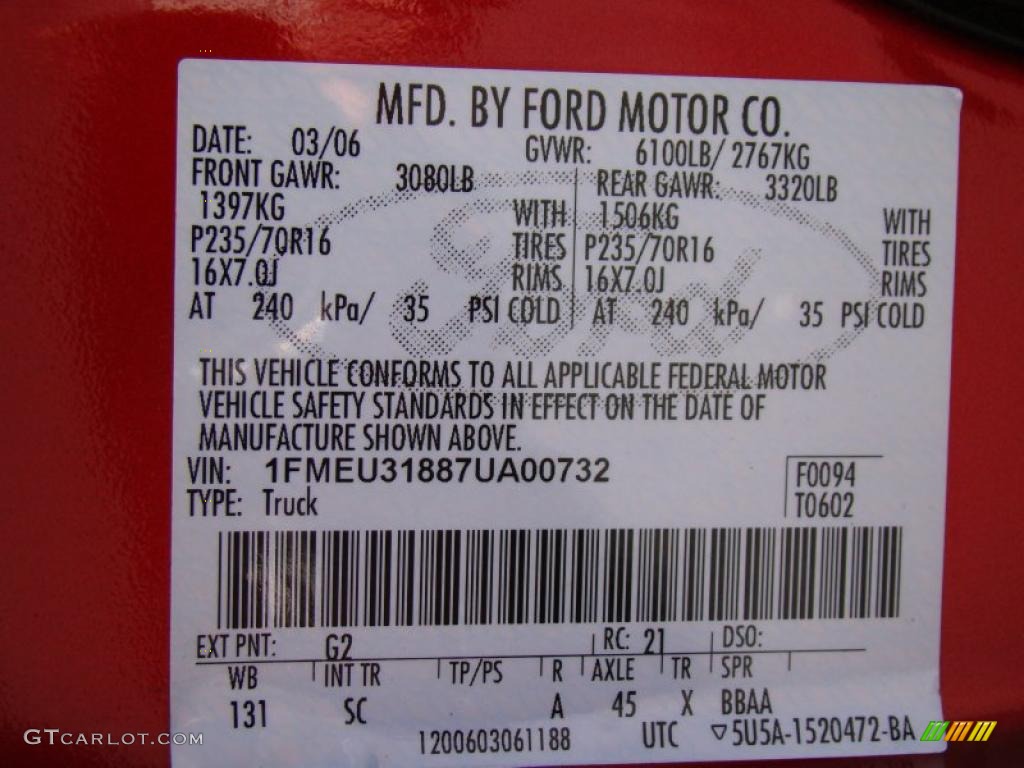 MFD. BY FORD MOTOR CO.
DATE: 03/06 GVWR: 6100LB/ 2767KG
FRONT GAWR: 3080LB REAR GAWR: 3320LB
1397KG WITH 1506KG WITH
P235/70R16 TIRES P235/70R16 TIRES
16X7.0J RIMS 16X7.0J RIMS
AT 240 kPa/ 35 PSI COLD AT 240 kPa/ 35 PSI COLD
Ford
THIS VEHICLE CONFORMS TO ALL APPLICABLE FEDERAL MOTOR
VEHICLE SAFETY STANDARDS IN EFFECT ON THE DATE OF
MANUFACTURE SHOWN ABOVE.
VIN: 1FMEU31887UA00732 F0094
TYPE: Truck T0602
EXT PNT: G2 RC: 21 DSO:
WB INT TR TP/PS R AXLE TR SPR
131 SC A 45 X BBAA
1200603061188 UTC ▽5U5A-1520472-BA
GTCARLOT.COM